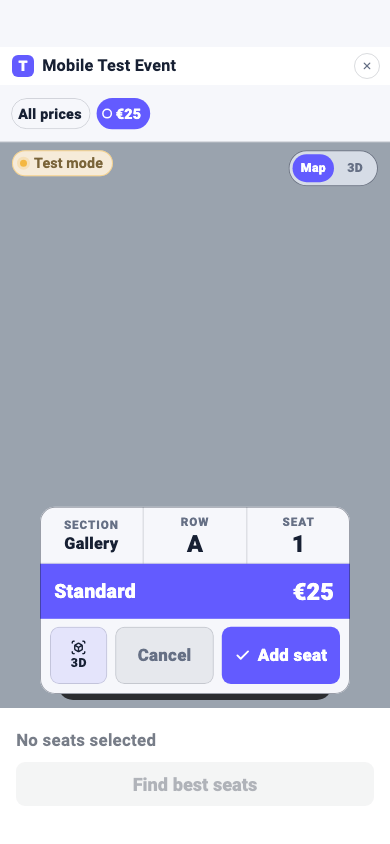 T Mobile Test Event
All prices €25
Test mode
Map 3D
SECTION ROW SEAT
Gallery A 1
Standard €25
3D Cancel Add seat
No seats selected
Find best seats